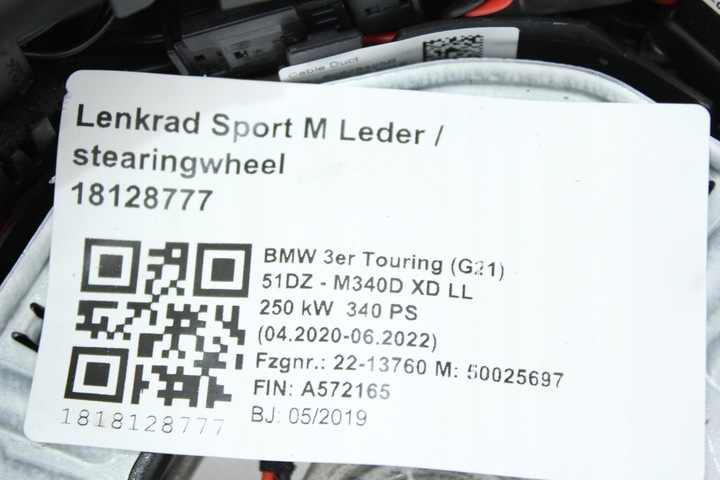 Cable Duct
Lenkrad Sport M Leder /
stearingwheel
18128777
BMW 3er Touring (G21)
51DZ - M340D XD LL
250 kW 340 PS
(04.2020-06.2022)
Fzgnr.: 22-13760 M: 50025697
FIN: A572165
BJ: 05/2019
1818128777